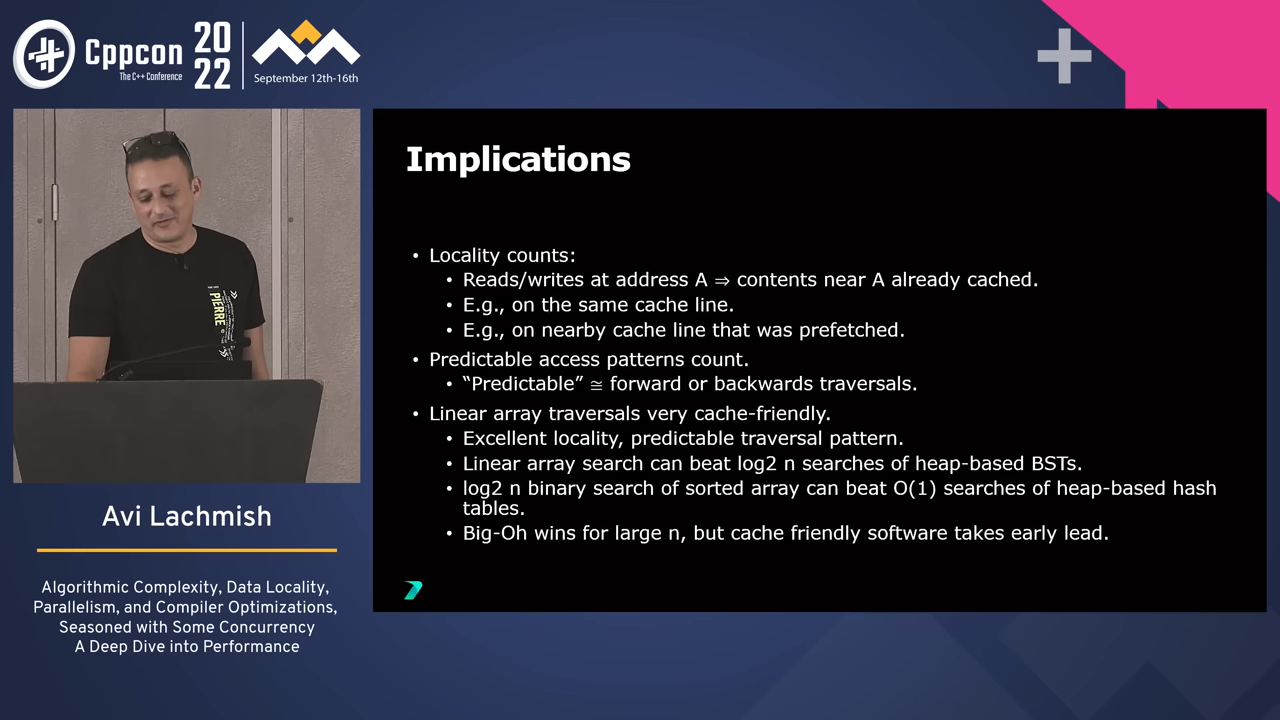 Cppcon
The C++ Conference
20
22
September 12th-16th
PIERRE
Implications
• Locality counts:
• Reads/writes at address A ⇒ contents near A already cached.
• E.g., on the same cache line.
• E.g., on nearby cache line that was prefetched.
• Predictable access patterns count.
• “Predictable” ≅ forward or backwards traversals.
• Linear array traversals very cache-friendly.
• Excellent locality, predictable traversal pattern.
• Linear array search can beat log2 n searches of heap-based BSTs.
• log2 n binary search of sorted array can beat O(1) searches of heap-based hash
tables.
• Big-Oh wins for large n, but cache friendly software takes early lead.
Avi Lachmish
Algorithmic Complexity, Data Locality,
Parallelism, and Compiler Optimizations,
Seasoned with Some Concurrency
A Deep Dive into Performance